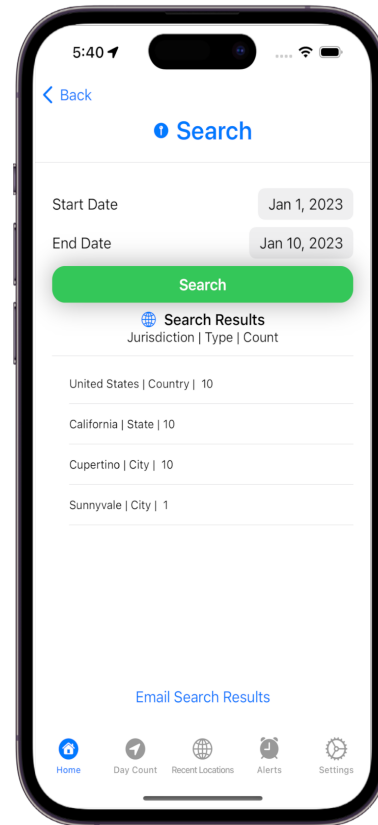 5:40
Back
Search
Start Date
Jan 1, 2023
End Date
Jan 10, 2023
Search
Search Results
Jurisdiction | Type | Count
United States | Country | 10
California | State | 10
Cupertino | City | 10
Sunnyvale | City | 1
Email Search Results
Home
Day Count
Recent Locations
Alerts
Settings